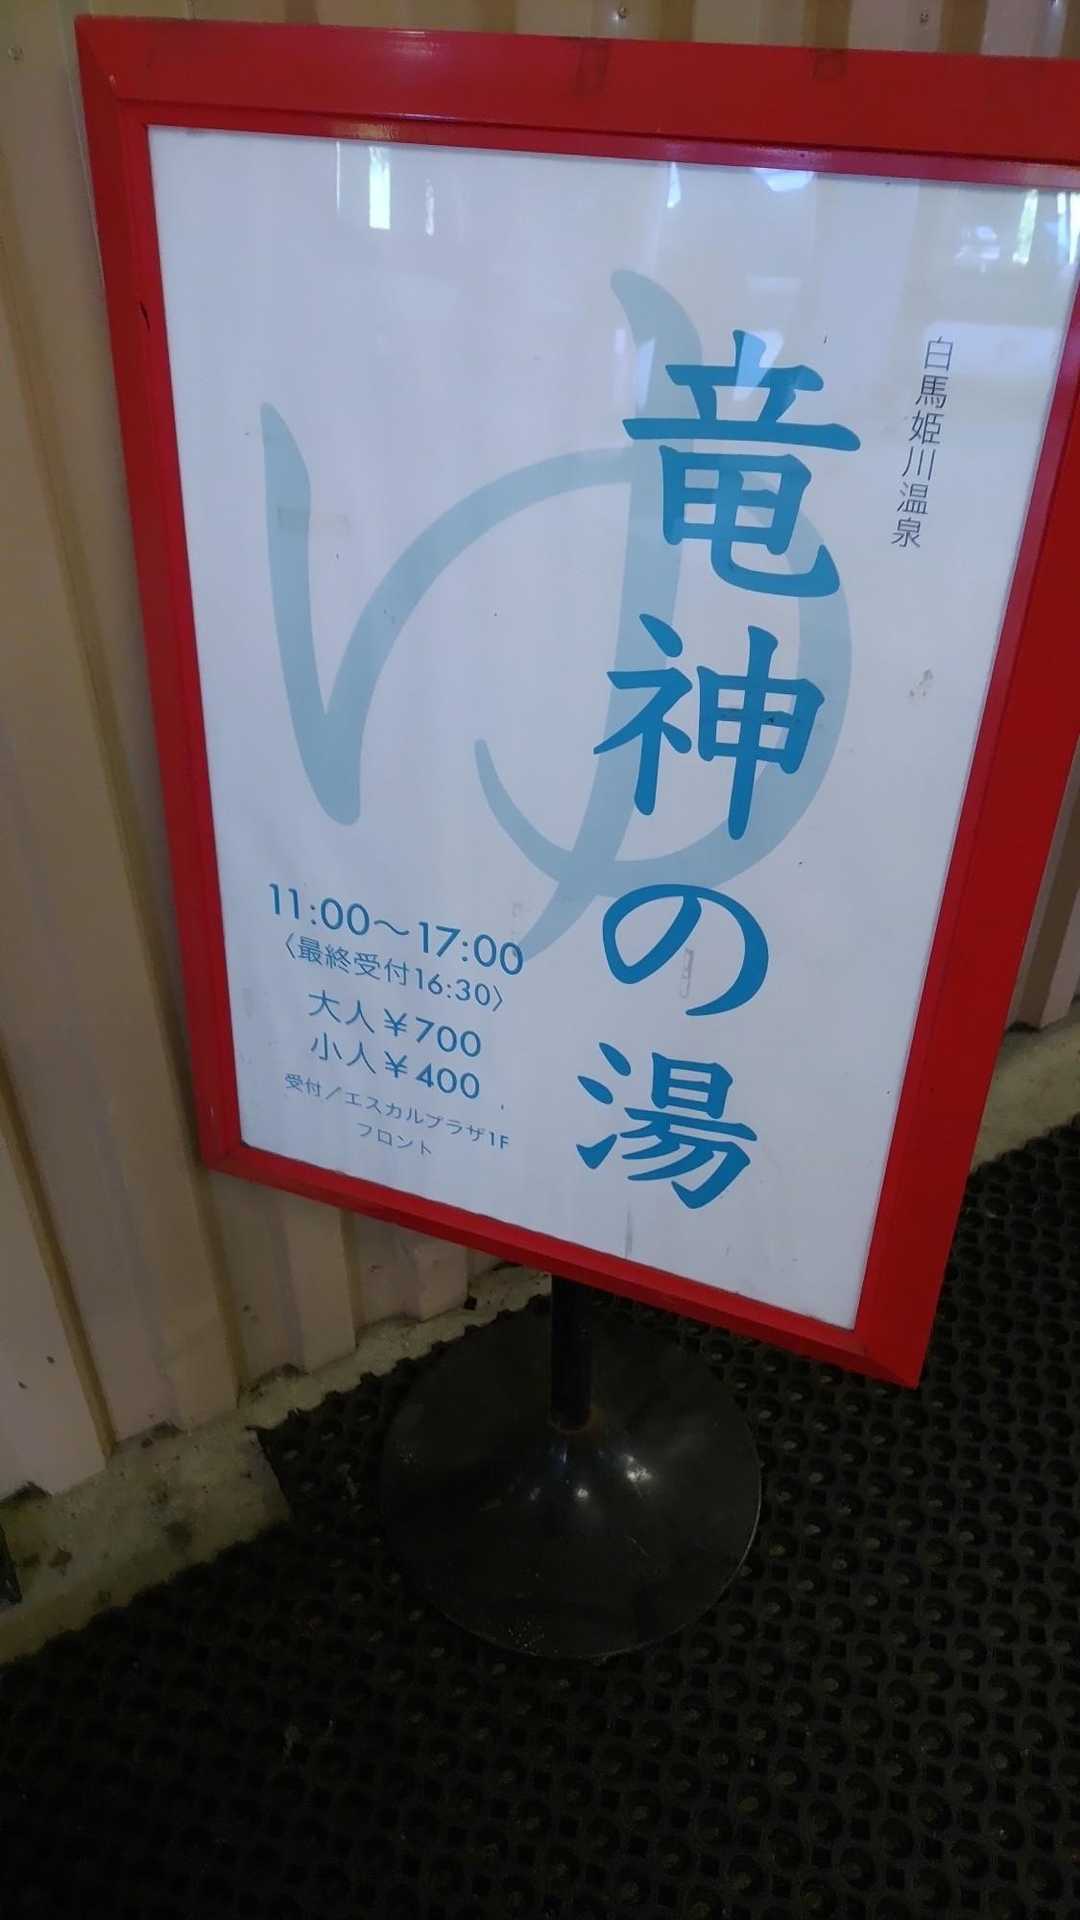 白馬姫川温泉
竜神の湯
ゆ
11:00〜17:00
〈最終受付16:30〉
大人￥700
小人￥400
受付／エスカルプラザ1F
フロント